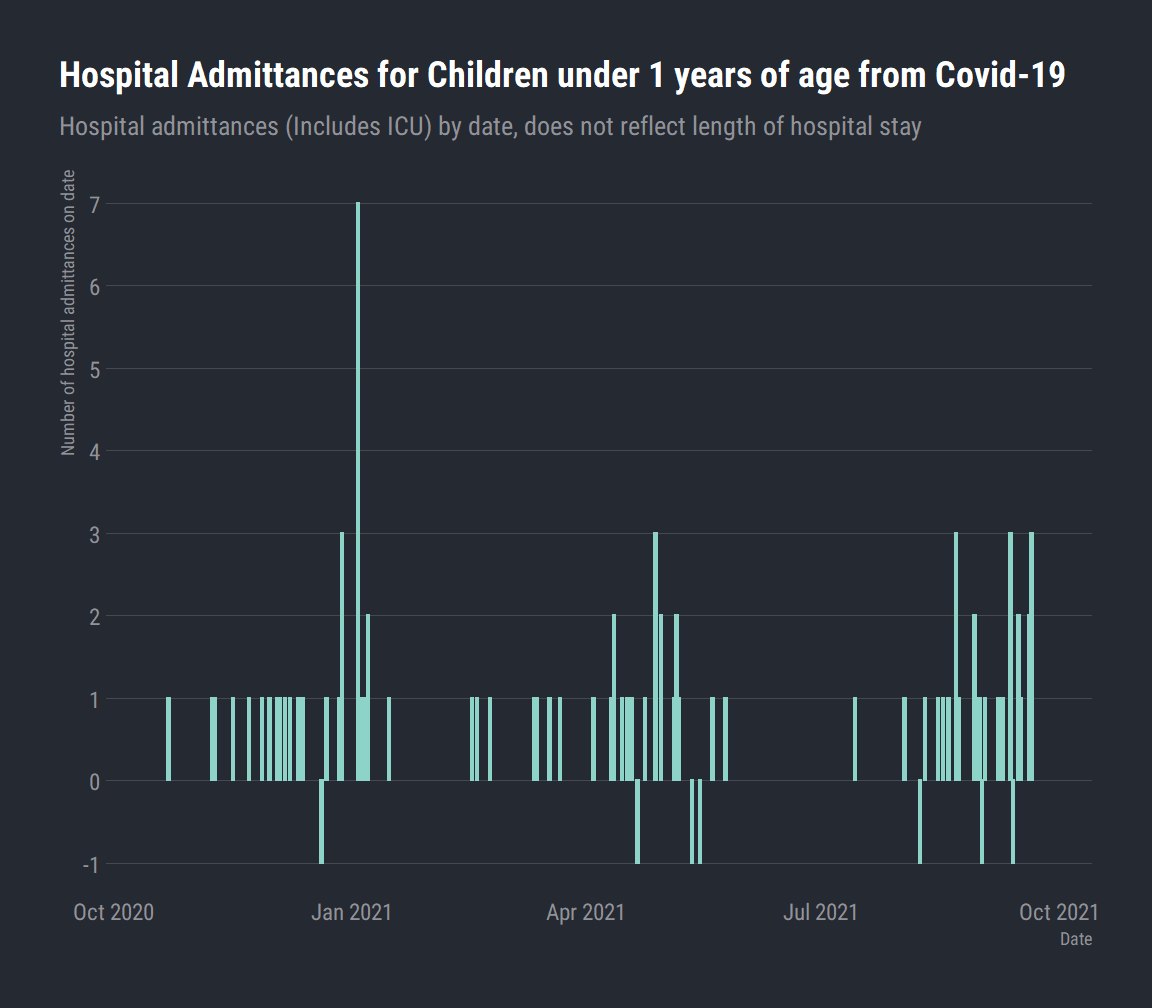 Hospital Admittances for Children under 1 years of age from Covid-19
Hospital admittances (Includes ICU) by date, does not reflect length of hospital stay
Number of hospital admittances on date
7
6
5
4
3
2
1
0
-1
Oct 2020 Jan 2021 Apr 2021 Jul 2021 Oct 2021
Date